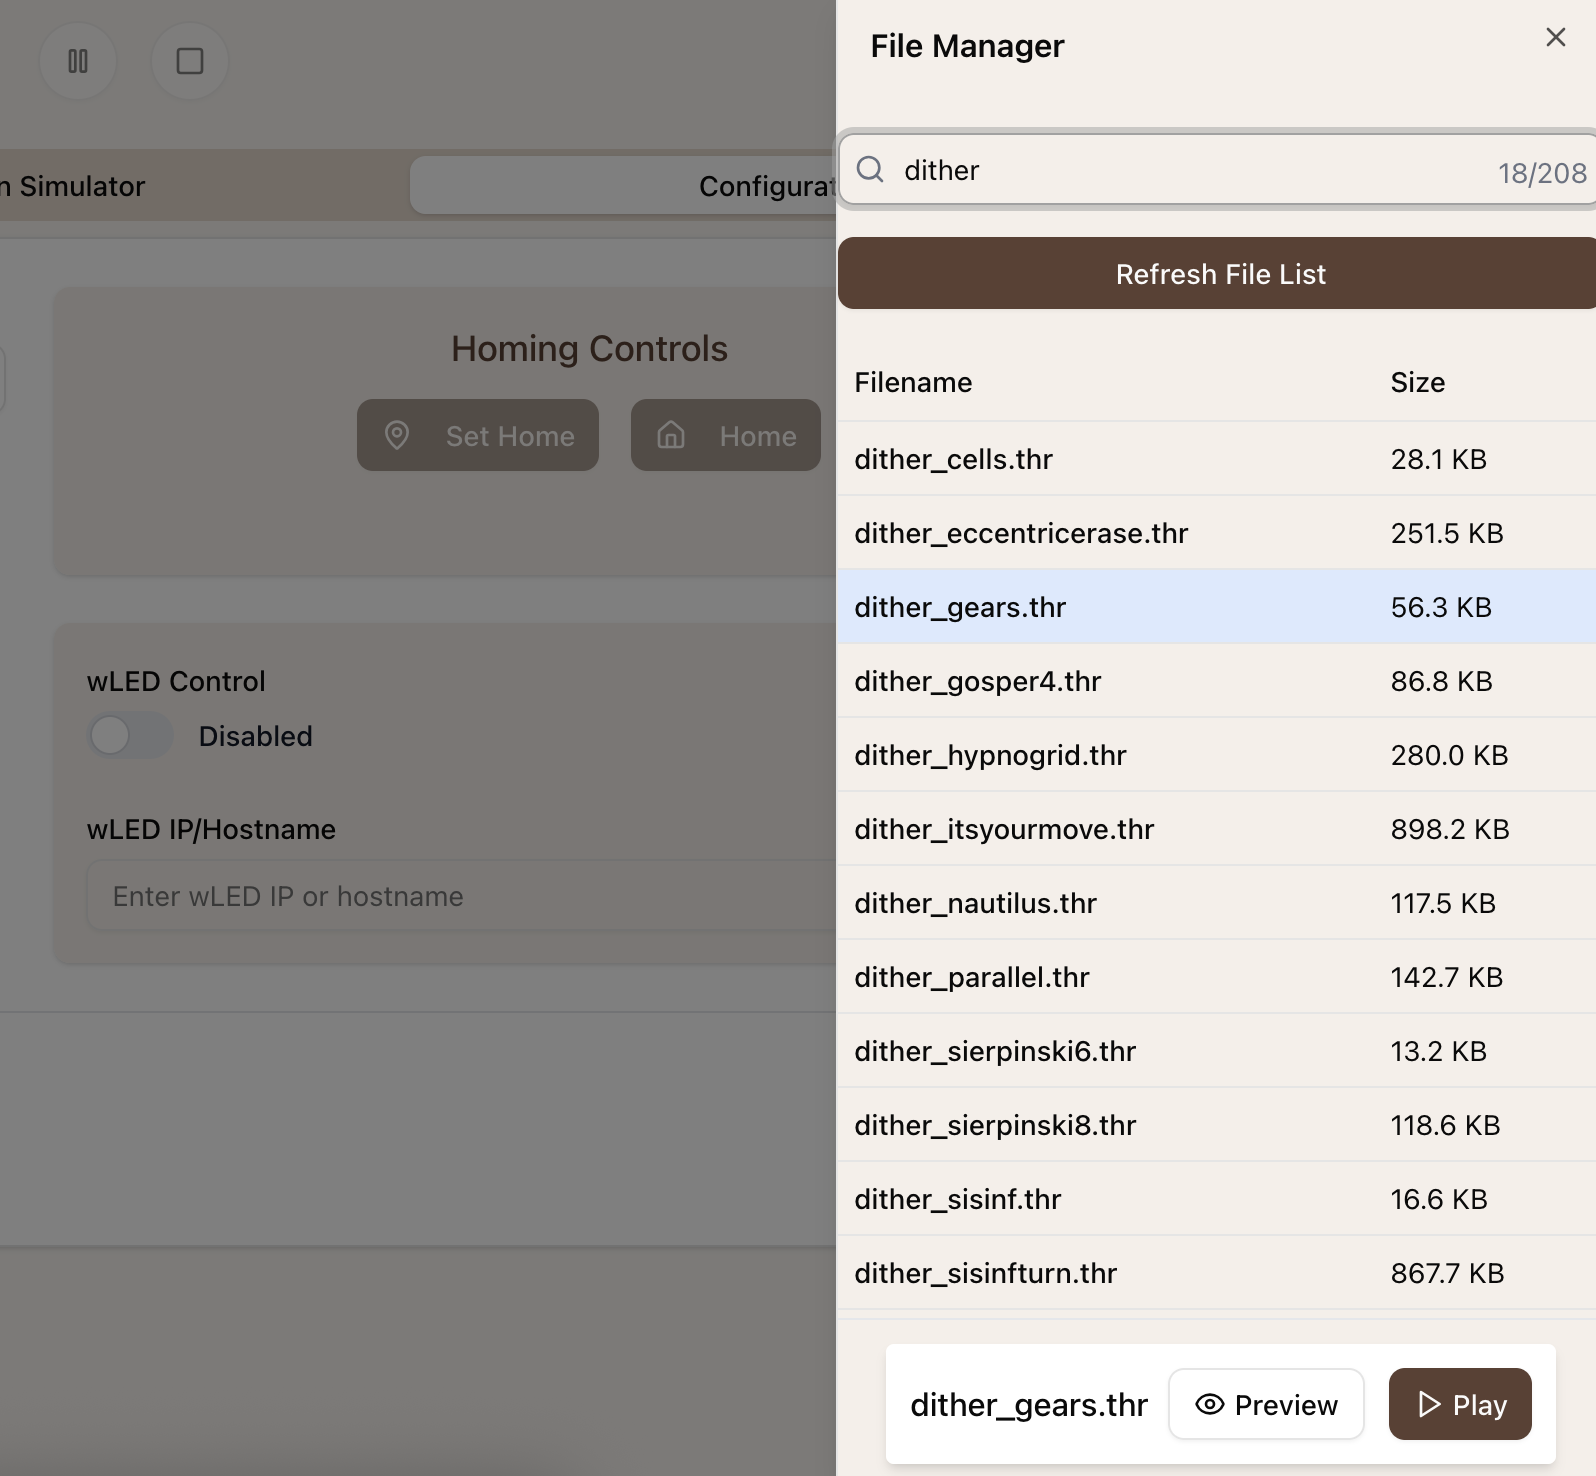 n Simulator
Configurat
Homing Controls
Set Home
Home
wLED Control
Disabled
wLED IP/Hostname
Enter wLED IP or hostname
File Manager
dither 18/208
Refresh File List
Filename Size
dither_cells.thr 28.1 KB
dither_eccentricerase.thr 251.5 KB
dither_gears.thr 56.3 KB
dither_gosper4.thr 86.8 KB
dither_hypnogrid.thr 280.0 KB
dither_itsyourmove.thr 898.2 KB
dither_nautilus.thr 117.5 KB
dither_parallel.thr 142.7 KB
dither_sierpinski6.thr 13.2 KB
dither_sierpinski8.thr 118.6 KB
dither_sisinf.thr 16.6 KB
dither_sisinfturn.thr 867.7 KB
dither_gears.thr Preview Play